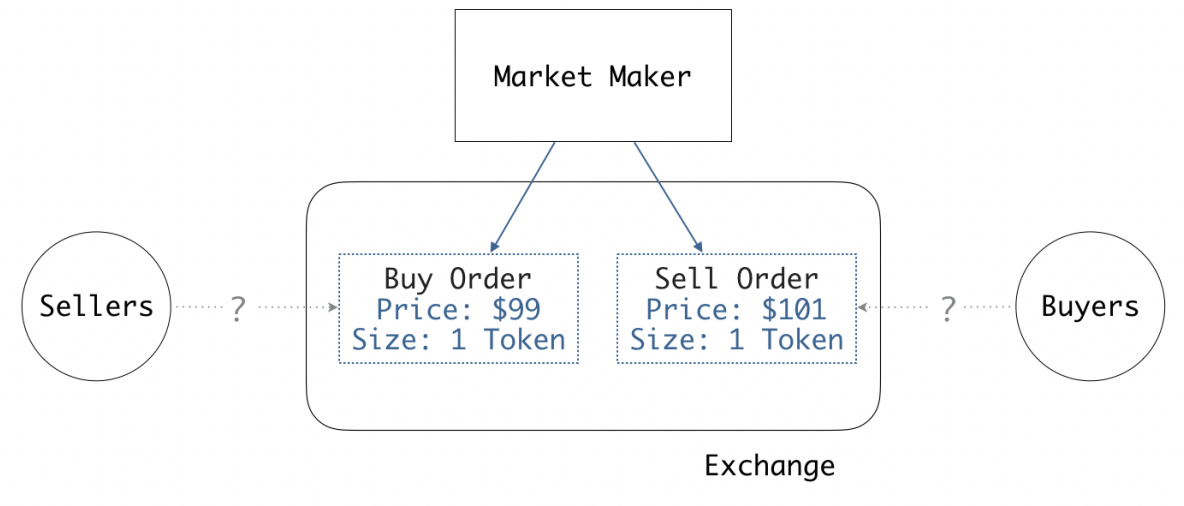 Market Maker
Buy Order
Price: $99
Size: 1 Token
Sell Order
Price: $101
Size: 1 Token
Sellers
?
?
Buyers
Exchange